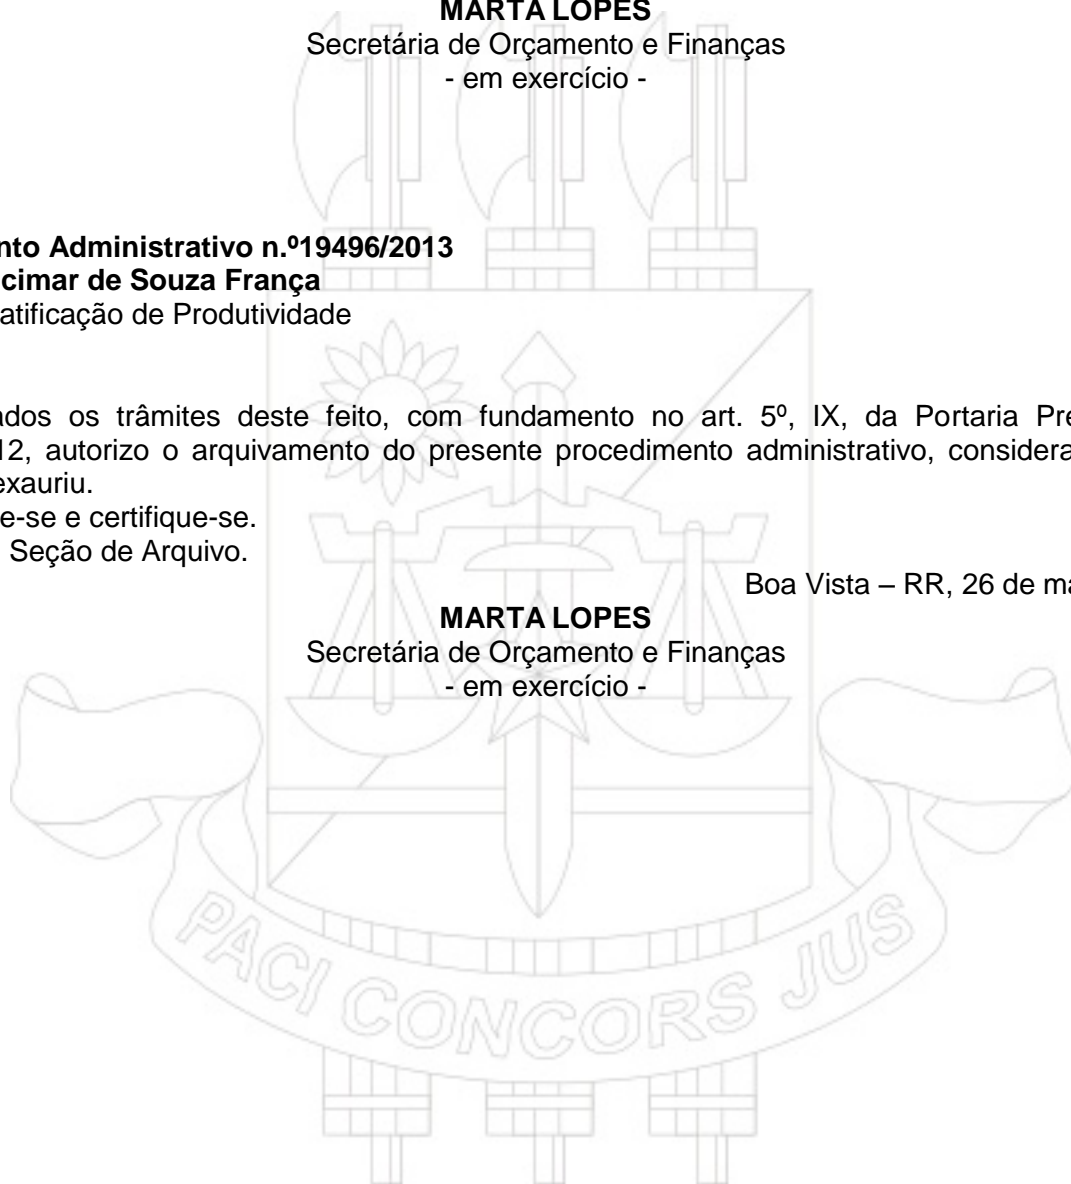 MARTA LOPES
Secretária de Orçamento e Finanças
- em exercício -
nto Administrativo n.º19496/2013
cimar de Souza França
atificação de Produtividade
ados os trâmites deste feito, com fundamento no art. 5º, IX, da Portaria Pre
12, autorizo o arquivamento do presente procedimento administrativo, considera
exauriu.
e-se e certifique-se.
Seção de Arquivo.
Boa Vista – RR, 26 de ma
MARTA LOPES
Secretária de Orçamento e Finanças
- em exercício -
PACI CONCORS JUS